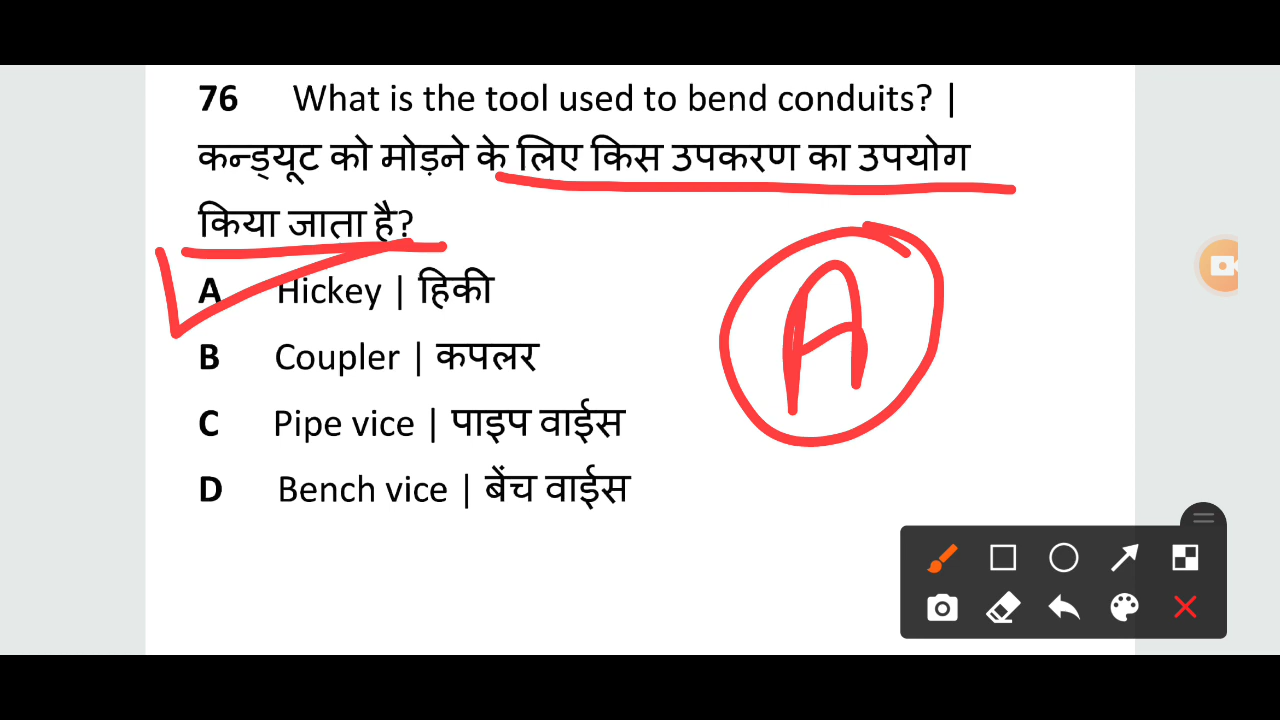 76 What is the tool used to bend conduits? |
कन्ड्यूट को मोड़ने के लिए किस उपकरण का उपयोग
किया जाता है?
A Hickey | हिकी
A
B Coupler | कपलर
C Pipe vice | पाइप वाईस
D Bench vice | बेंच वाईस